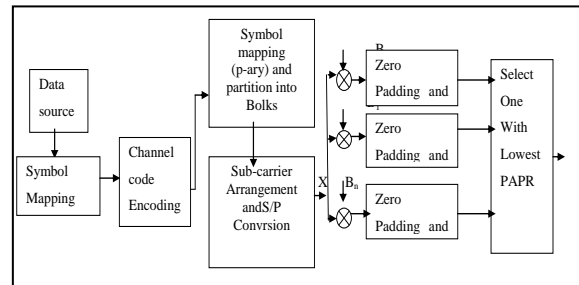 Data
source
Symbol
Mapping
Channel
code
Encoding
Symbol
mapping
(p-ary) and
partition into
Bolks
Sub-carrier
Arrangement
andS/P
Convrsion
X
B
Zero
Padding and
Zero
Padding and
Bn
Zero
Padding and
Select
One
With
Lowest
PAPR